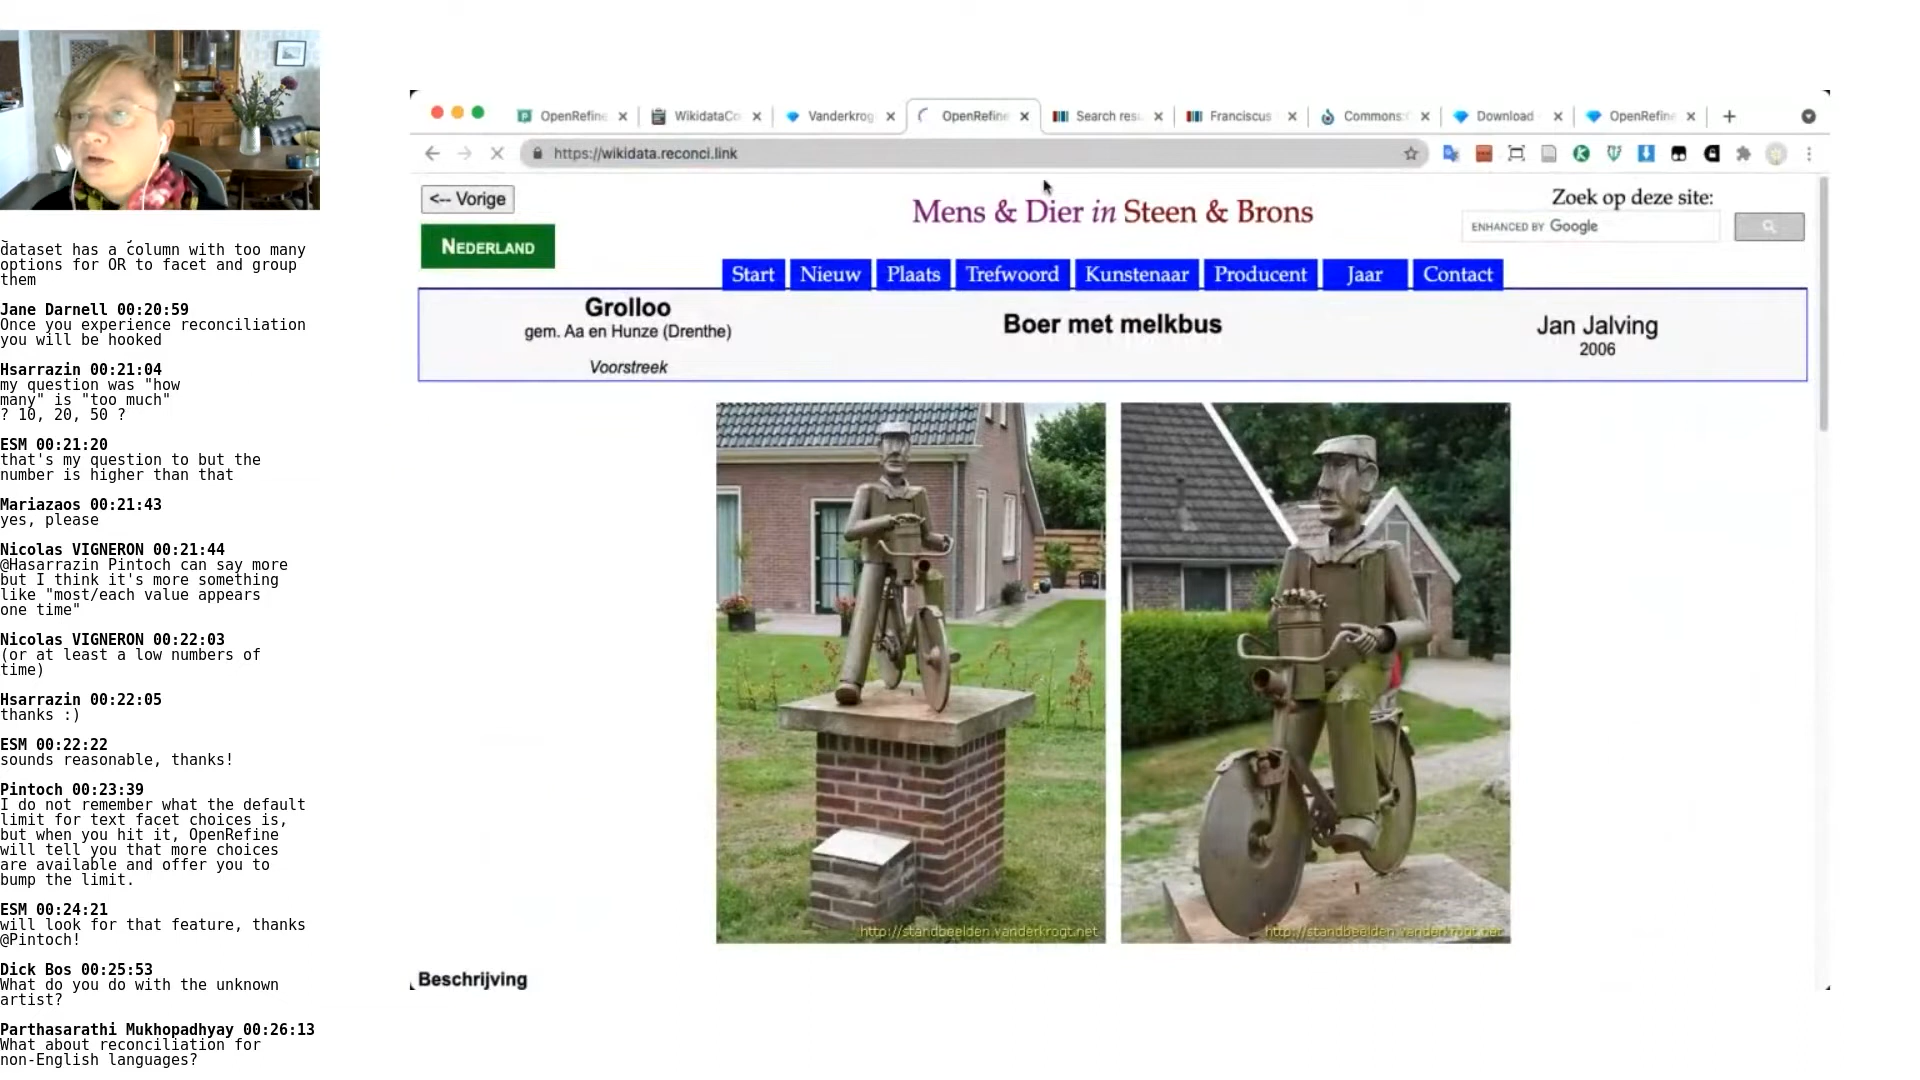 dataset has a column with too many
options for OR to facet and group
them
Jane Darnell 00:20:59
Once you experience reconciliation
you will be hooked
Hsarrazin 00:21:04
my question was "how
many" is "too much"
? 10, 20, 50 ?
ESM 00:21:20
that's my question to but the
number is higher than that
Mariazaos 00:21:43
yes, please
Nicolas VIGNERON 00:21:44
@Hasarrazin Pintoch can say more
but I think it's more something
like "most/each value appears
one time"
Nicolas VIGNERON 00:22:03
(or at least a low numbers of
time)
Hsarrazin 00:22:05
thanks :)
ESM 00:22:22
sounds reasonable, thanks!
Pintoch 00:23:39
I do not remember what the default
limit for text facet choices is,
but when you hit it, OpenRefine
will tell you that more choices
are available and offer you to
bump the limit.
ESM 00:24:21
will look for that feature, thanks
@Pintoch!
Dick Bos 00:25:53
What do you do with the unknown
artist?
Parthasarathi Mukhopadhyay 00:26:13
What about reconciliation for
non-English languages?
OpenRefine WikidataCo Vanderkrog OpenRefine Search resu Franciscus Commons: Download OpenRefine
https://wikidata.reconci.link
<-- Vorige
NEDERLAND
Mens & Dier in Steen & Brons
Zoek op deze site:
ENHANCED BY Google
Start Nieuw Plaats Trefwoord Kunstenaar Producent Jaar Contact
Grolloo
gem. Aa en Hunze (Drenthe)
Voorstreek
Boer met melkbus
Jan Jalving
2006
http://standbeelden.vanderkrogt.net
http://standbeelden.vanderkrogt.net
Beschrijving